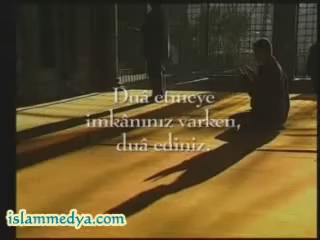 Duâ etmeye
imkânınız varken,
duâ ediniz.
islammedya.com